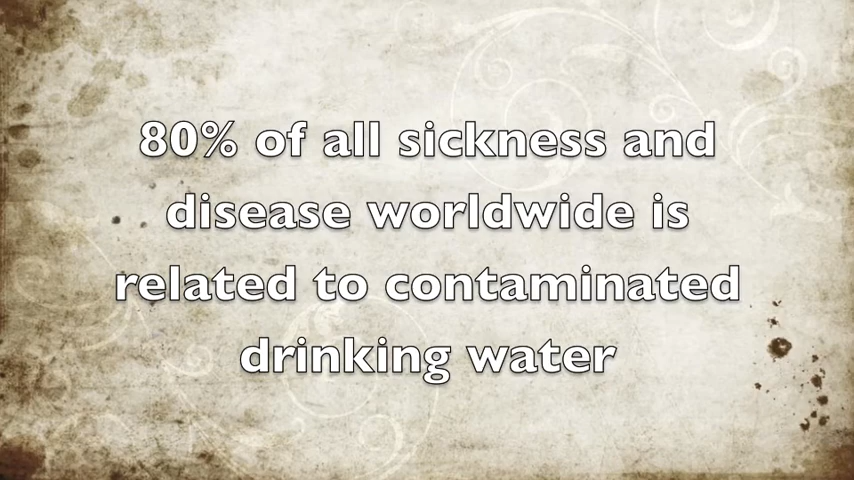 80% of all sickness and
disease worldwide is
related to contaminated
drinking water